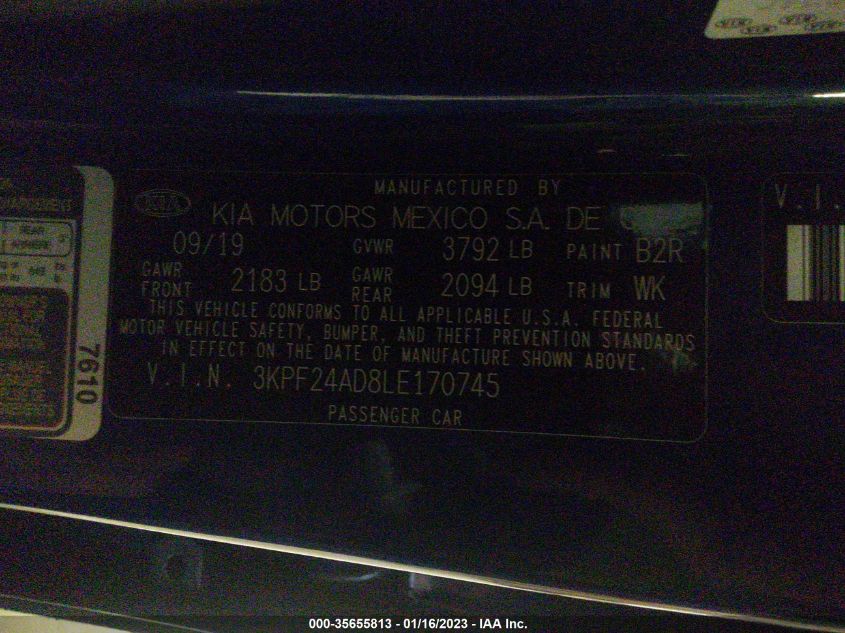 MANUFACTURED BY
KIA
KIA MOTORS MEXICO S.A. DE
09/19 GVWR 3792 LB PAINT B2R
GAWR FRONT 2183 LB GAWR REAR 2094 LB TRIM WK
THIS VEHICLE CONFORMS TO ALL APPLICABLE U.S.A. FEDERAL
MOTOR VEHICLE SAFETY, BUMPER, AND THEFT PREVENTION STANDARDS
IN EFFECT ON THE DATE OF MANUFACTURE SHOWN ABOVE.
V.I.N. 3KPF24AD8LE170745
PASSENGER CAR
REAR
7610
V.I.
000-35655813 - 01/16/2023 - IAA Inc.